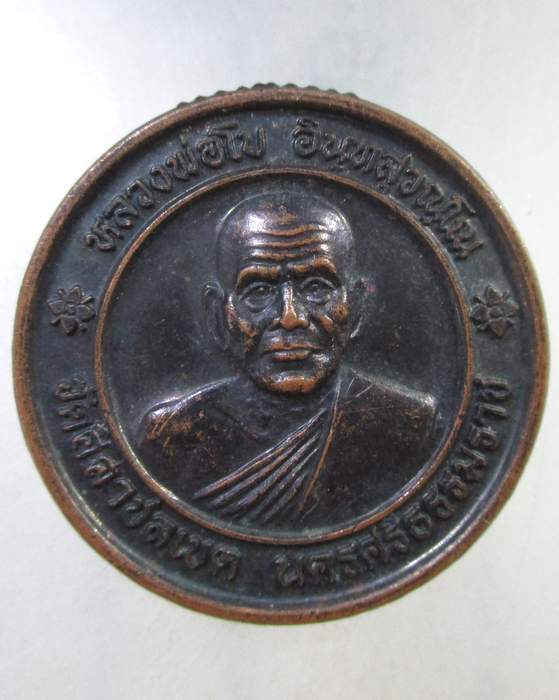 หลวงพ่อโบ อินฺทสุวณฺโณ
นครศรีธรรมราช